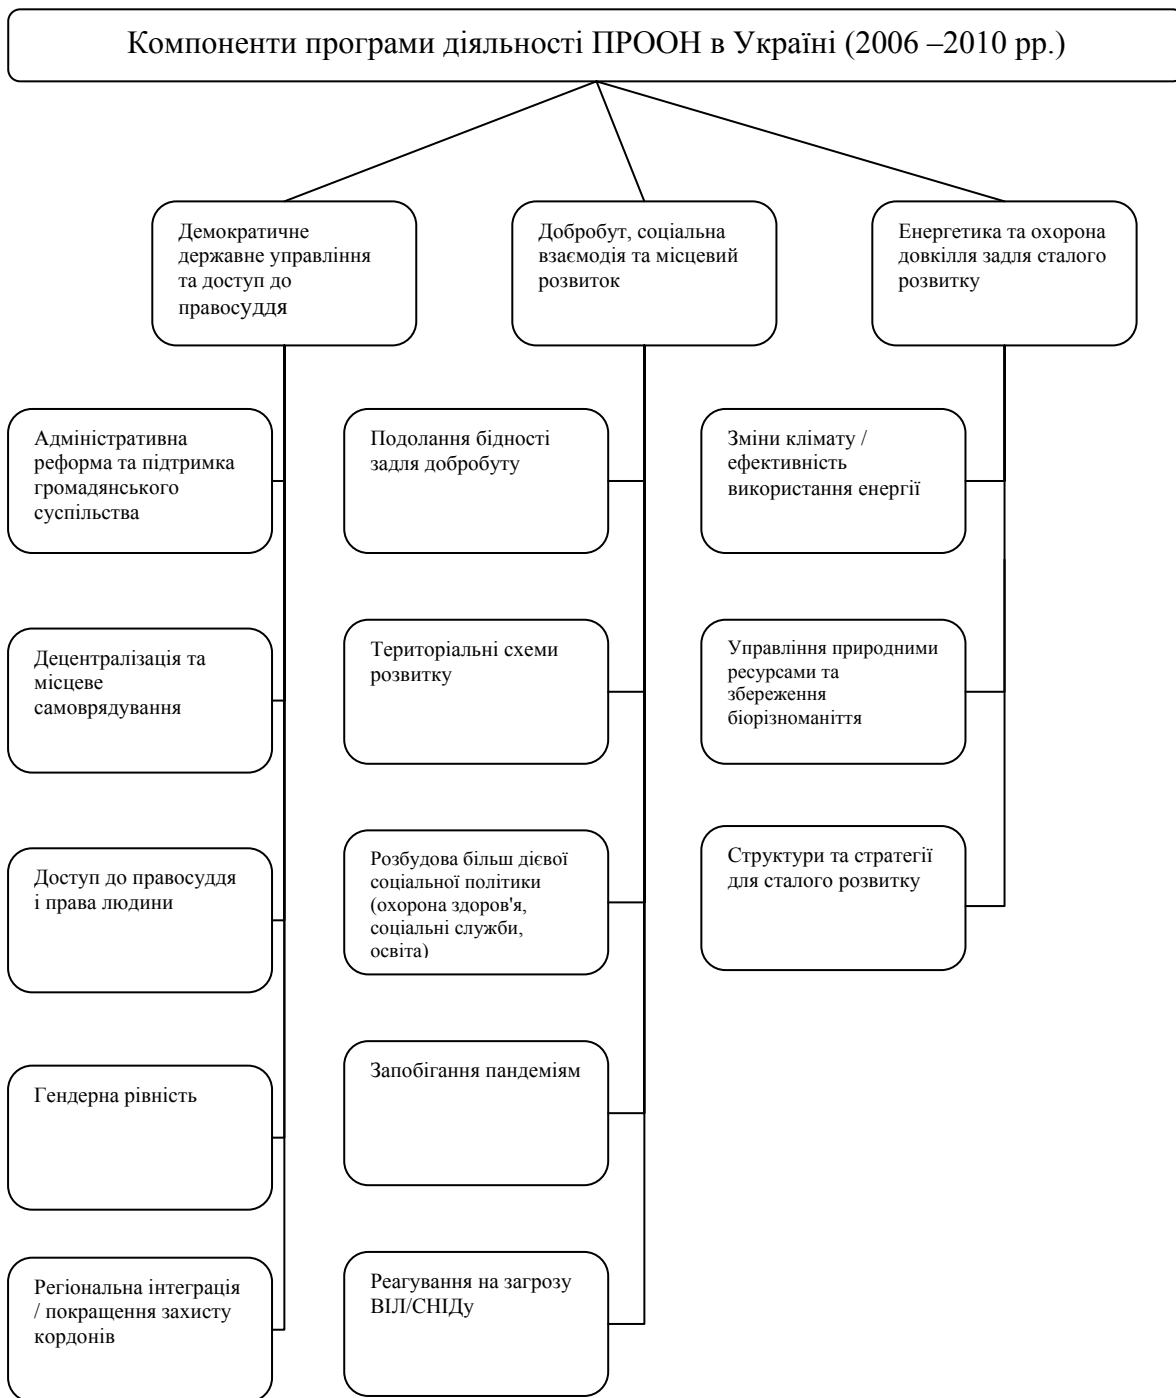 Компоненти програми діяльності ПРООН в Україні (2006 –2010 рр.)
Демократичне
державне управління
та доступ до
правосуддя
Добробут, соціальна
взаємодія та місцевий
розвиток
Енергетика та охорона
довкілля задля сталого
розвитку
Адміністративна
реформа та підтримка
громадянського
суспільства
Подолання бідності
задля добробуту
Зміни клімату /
ефективність
використання енергії
Децентралізація та
місцеве
самоврядування
Територіальні схеми
розвитку
Управління природними
ресурсами та
збереження
біорізноманіття
Доступ до правосуддя
і права людини
Розбудова більш дієвої
соціальної політики
(охорона здоров'я,
соціальні служби,
освіта)
Структури та стратегії
для сталого розвитку
Гендерна рівність
Запобігання пандеміям
Регіональна інтеграція
/ покращення захисту
кордонів
Реагування на загрозу
ВІЛ/СНІДу